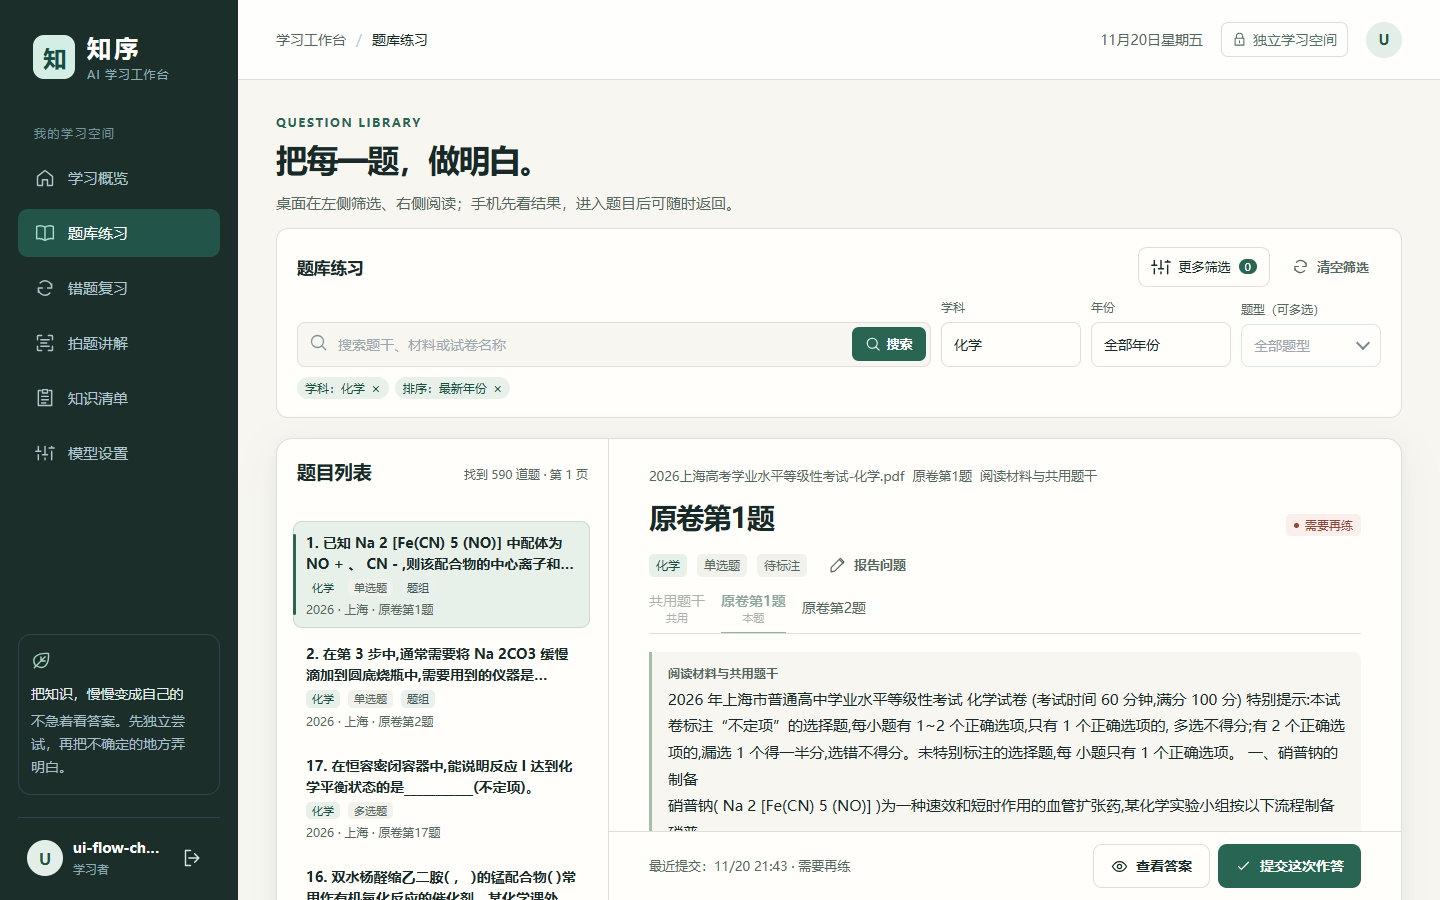 知
知序
AI 学习工作台
我的学习空间
学习概览
题库练习
错题复习
拍题讲解
知识清单
模型设置
把知识，慢慢变成自己的
不急着看答案。先独立尝
试，再把不确定的地方弄
明白。
U
ui-flow-ch...
学习者
学习工作台 / 题库练习
11月20日星期五
独立学习空间
U
QUESTION LIBRARY
把每一题，做明白。
桌面在左侧筛选、右侧阅读；手机先看结果，进入题目后可随时返回。
题库练习
更多筛选 0
清空筛选
搜索题干、材料或试卷名称
搜索
学科
化学
年份
全部年份
题型（可多选）
全部题型
学科：化学 ×
排序：最新年份 ×
题目列表
找到 590 道题 · 第 1 页
1. 已知 Na 2 [Fe(CN) 5 (NO)] 中配体为
NO + 、 CN - ,则该配合物的中心离子和...
化学 单选题 题组
2026 · 上海 · 原卷第1题
2. 在第 3 步中,通常需要将 Na 2CO3 缓慢
滴加到圆底烧瓶中,需要用到的仪器是...
化学 单选题 题组
2026 · 上海 · 原卷第2题
17. 在恒容密闭容器中,能说明反应 I 达到化
学平衡状态的是__________(不定项)。
化学 多选题
2026 · 上海 · 原卷第17题
16. 双水杨醛缩乙二胺( ， )的锰配合物( )常
用作有机氧化反应的催化剂。某化学课外
2026上海高考学业水平等级性考试-化学.pdf 原卷第1题 阅读材料与共用题干
原卷第1题
需要再练
化学 单选题 待标注
报告问题
共用题干
共用
原卷第1题
本题
原卷第2题
阅读材料与共用题干
2026 年上海市普通高中学业水平等级性考试 化学试卷 (考试时间 60 分钟,满分 100 分) 特别提示:本试
卷标注“不定项”的选择题,每小题有 1~2 个正确选项,只有 1 个正确选项的, 多选不得分;有 2 个正确选
项的,漏选 1 个得一半分,选错不得分。未特别标注的选择题,每 小题只有 1 个正确选项。 一、硝普钠的
制备
硝普钠( Na 2 [Fe(CN) 5 (NO)] )为一种速效和短时作用的血管扩张药,某化学实验小组按以下流程制备
硝普
最近提交：11/20 21:43 · 需要再练
查看答案
提交这次作答